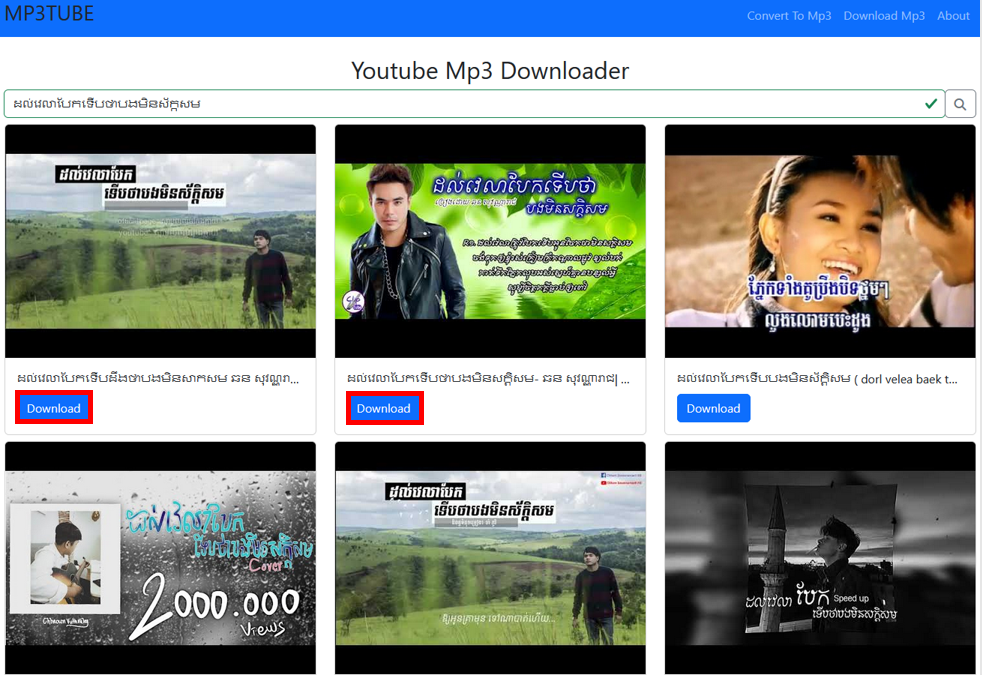 MP3TUBE
Convert To Mp3 Download Mp3 About
Youtube Mp3 Downloader
ដល់វេលាបែកទើបថាបងមិនស័ក្តសម
ដល់វេលាបែក
ទើបថាបងមិនស័ក្តិសម
ដល់វេលាបែកទើបថា
បងមិនសក្តិសម
ភ្នែកទាំងគូប្រឹងបិទថ្មមៗ
លួងលោមបេះដូង
ដល់វេលាបែកទើបដឹងថាបងមិនសាកសម ឆន សុវណ្ណរា...
ដល់វេលាបែកទើបថាបងមិនសក្តិសម- ឆន សុវណ្ណារាជ| ...
ដល់វេលាបែកទើបបងមិនស័ក្តិសម ( dorl velea baek t...
Download
Download
Download
ដល់វេលាបែក
Cover
2000.000
Views
ដល់វេលាបែក
ទើបថាបងមិនស័ក្តិសម
ឱ្យអូនក្រាមុន ទៅណាបាត់ហើយ...
ដល់វេលា បែក Speed up
ទើបថាបងមិនសក្តិសម